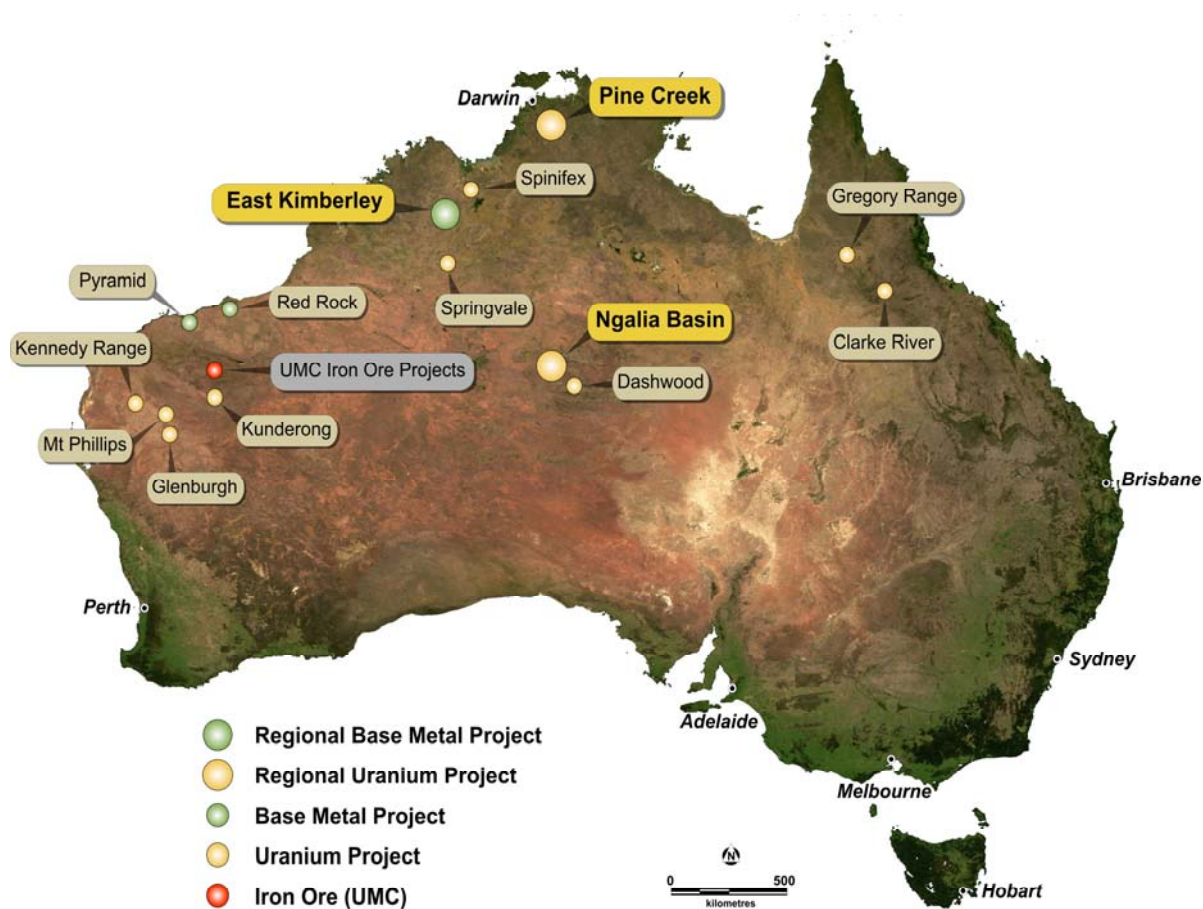 Darwin
Pine Creek
Spinifex
East Kimberley
Gregory Range
Pyramid
Red Rock
Springvale
Ngalia Basin
Clarke River
Kennedy Range
UMC Iron Ore Projects
Dashwood
Kunderong
Mt Phillips
Glenburgh
Brisbane
Perth
Sydney
Adelaide
Melbourne
Hobart
Regional Base Metal Project
Regional Uranium Project
Base Metal Project
Uranium Project
Iron Ore (UMC)
N
0 500
kilometres